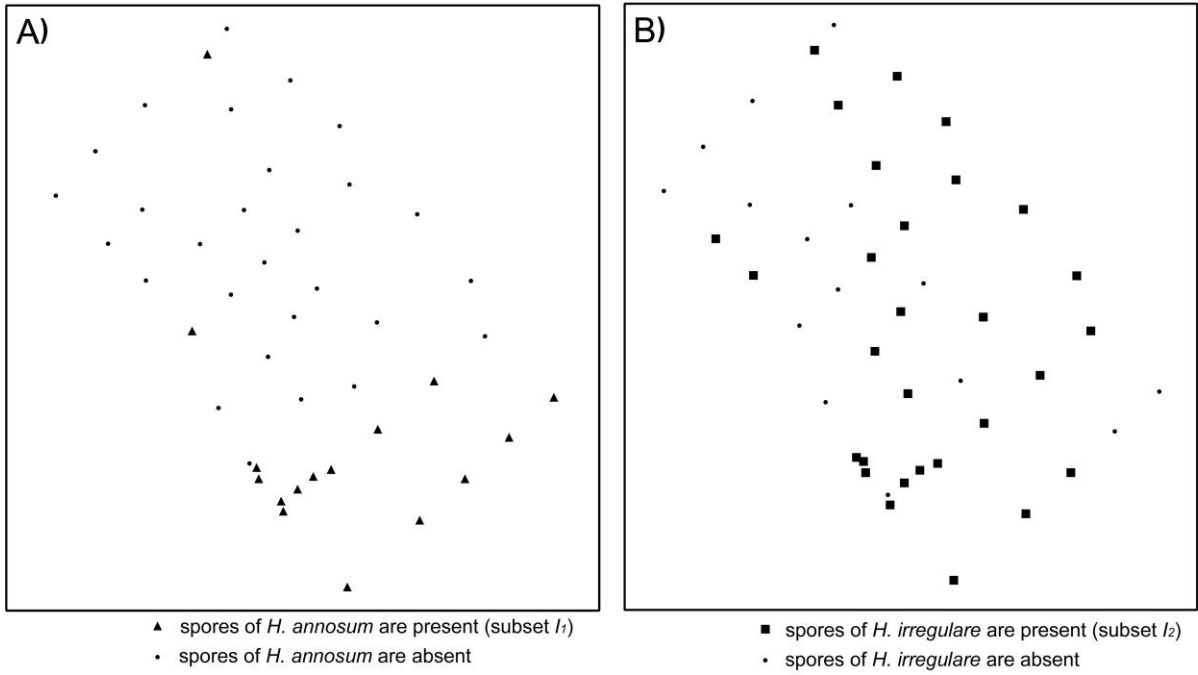 A)
B)
spores of H. annosum are present (subset I1)
spores of H. annosum are absent
spores of H. irregulare are present (subset I2)
spores of H. irregulare are absent